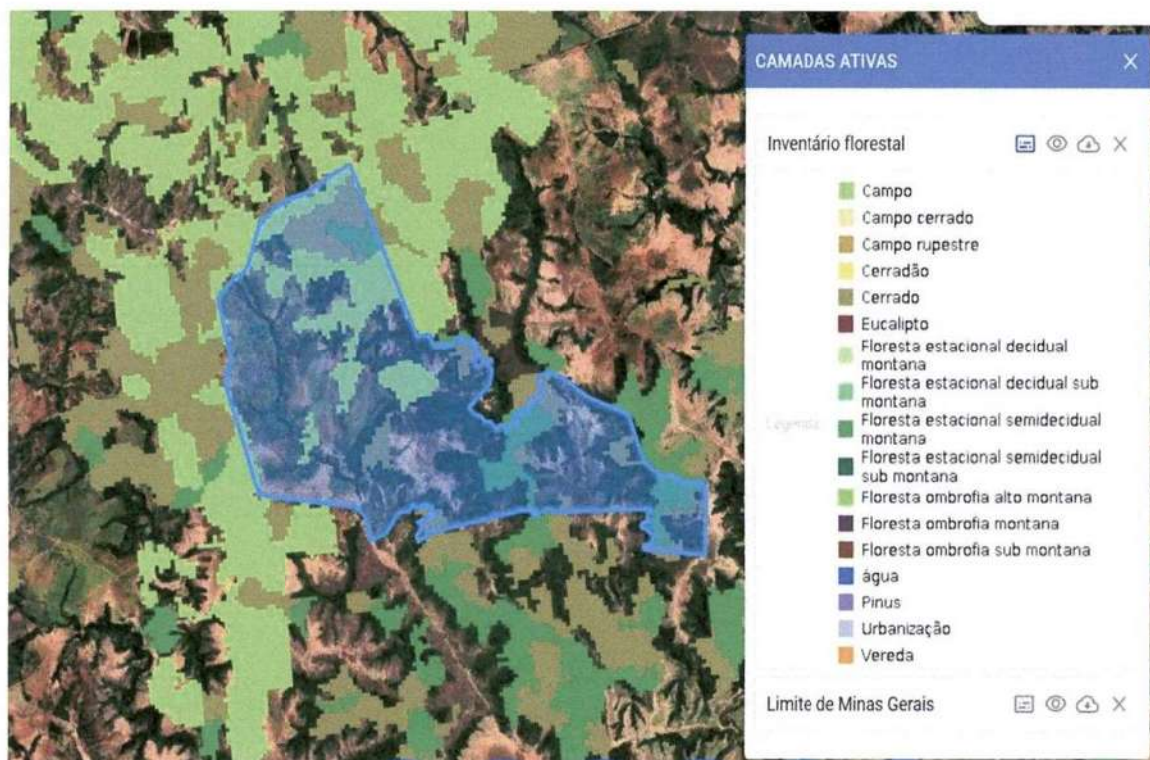 CAMADAS ATIVAS
Inventário florestal
Campo
Campo cerrado
Campo rupestre
Cerradão
Cerrado
Eucalipto
Floresta estacional decidual
montana
Floresta estacional decidual sub
montana
Legenda
Floresta estacional semidecidual
montana
Floresta estacional semidecidual
sub montana
Floresta ombrofia alto montana
Floresta ombrofia montana
Floresta ombrofia sub montana
água
Pinus
Urbanização
Vereda
Limite de Minas Gerais